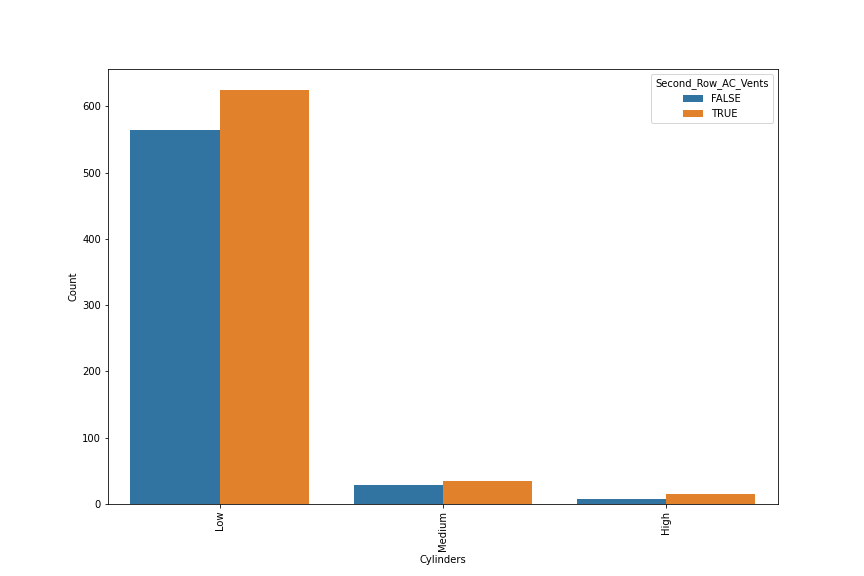 Second_Row_AC_Vents
FALSE
TRUE
600
500
400
300
200
100
0
Count
Low
Medium
High
Cylinders